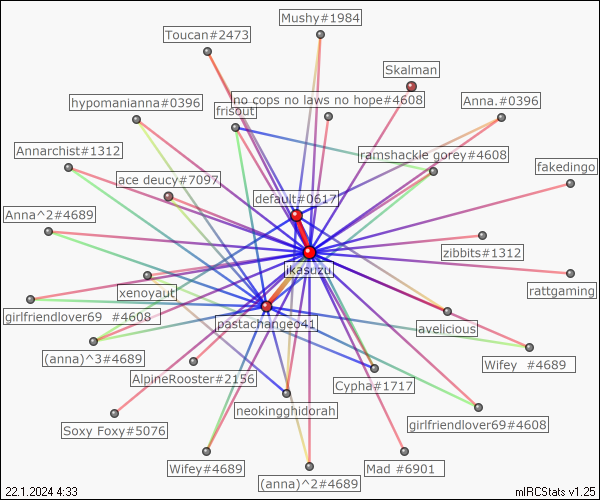 Mushy#1984
Toucan#2473
Skalman
hypomanianna#0396
no cops no laws no hope#4608
Anna.#0396
frisout
Annarchist#1312
ramshackle gorey#4608
fakedingo
ace deucy#7097
default#0617
Anna^2#4689
zibbits#1312
jikasuzu
xenoyaut
rattgaming
girlfriendlover69 #4608
pastachange041
avelicious
(anna)^3#4689
Wifey #4689
AlpineRooster#2156
Cypha#1717
neokingghidorah
Soxy Foxy#5076
girlfriendlover69#4608
Wifey#4689
Mad #6901
(anna)^2#4689
22.1.2024 4:33
mIRCStats v1.25